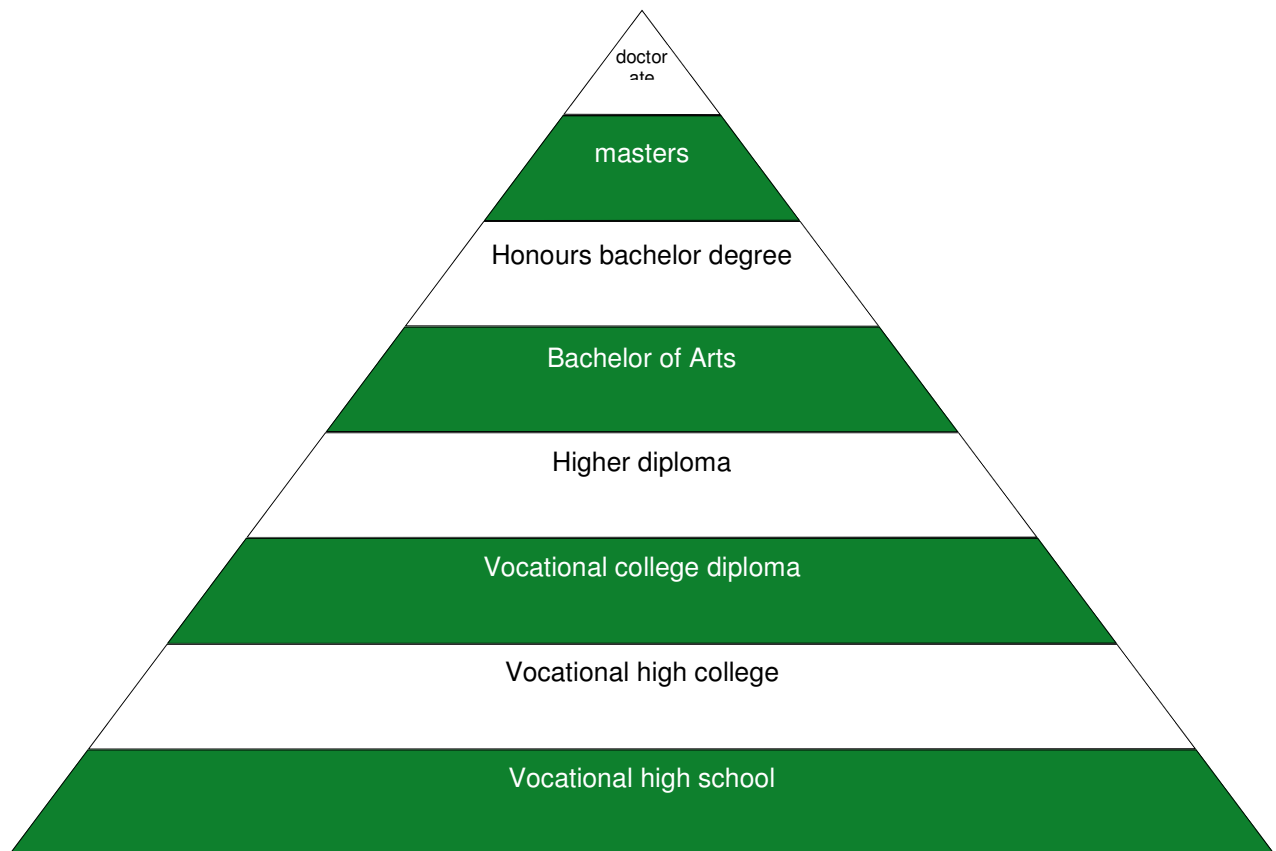 doctor
ate
masters
Honours bachelor degree
Bachelor of Arts
Higher diploma
Vocational college diploma
Vocational high college
Vocational high school